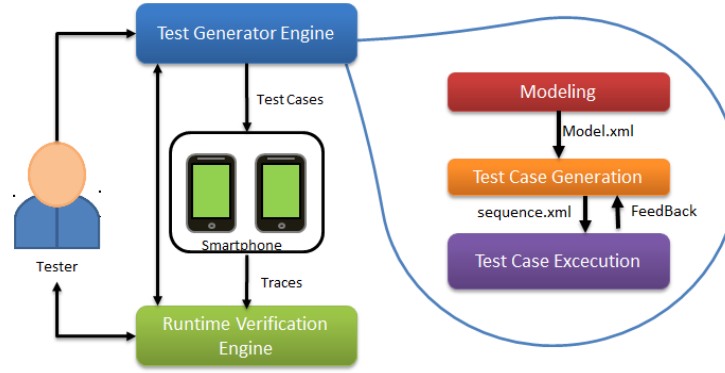 Test Generator Engine
Test Cases
Smartphone
Traces
Tester
Runtime Verification
Engine
Modeling
Model.xml
Test Case Generation
sequence.xml
FeedBack
Test Case Excecution